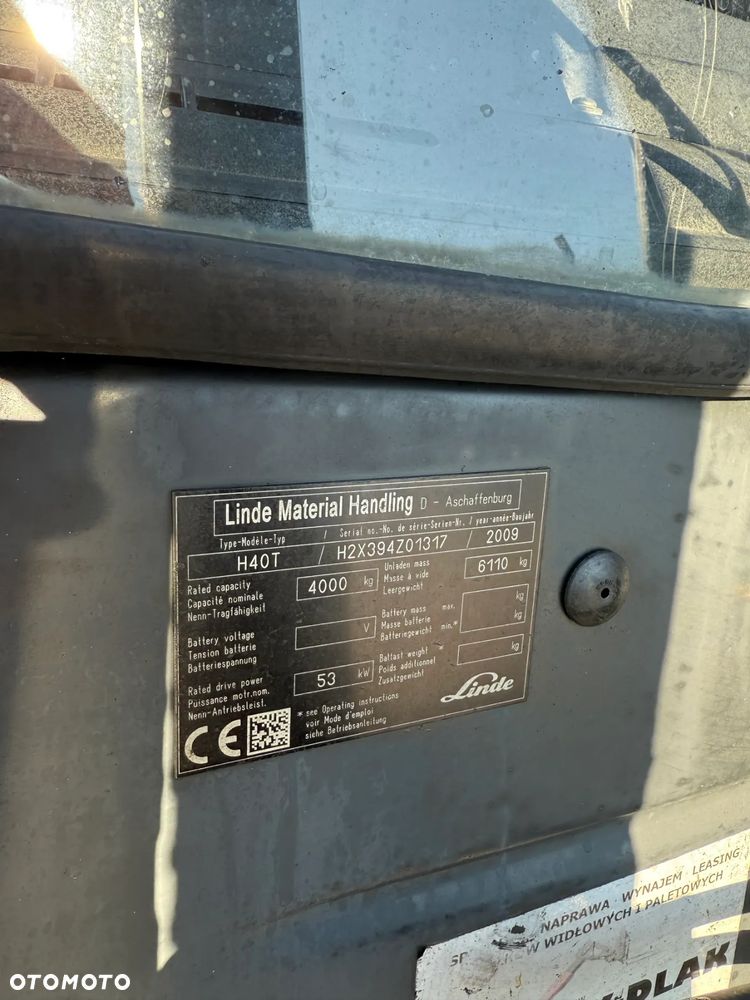 Linde Material Handling D - Aschaffenburg
Type-Modèle-Typ / Serial no.-No. de série-Serien-Nr. / year-année-Baujahr
H40T / H2X394Z01317 / 2009
Rated capacity
Capacité nominale
Nenn-Tragfähigkeit
4000 kg
Unladen mass
Masse à vide
Leergewicht
6110 kg
Battery voltage
Tension batterie
Batteriespannung
V
Battery mass max.
Masse batterie
Batteriegewicht min.*
kg
kg
Rated drive power
Puissance motr.nom.
Nenn-Antriebsleist.
53 kW
Ballast weight
Poids additionnel
Zusatzgewicht
kg
CE
* see Operating instructions
voir Mode d'emploi
siehe Betriebsanleitung
Linde
NAPRAWA WYNAJEM LEASING
WIDŁOWYCH I PALETOWYCH
OTOMOTO